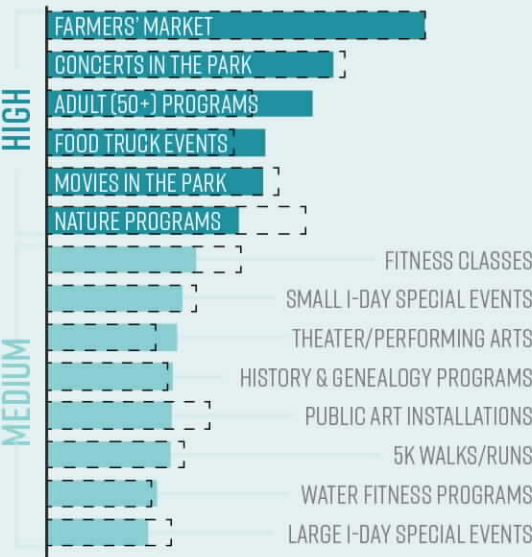 HIGH
FARMERS' MARKET
CONCERTS IN THE PARK
ADULT (50+) PROGRAMS
FOOD TRUCK EVENTS
MOVIES IN THE PARK
NATURE PROGRAMS
MEDIUM
FITNESS CLASSES
SMALL 1-DAY SPECIAL EVENTS
THEATER/PERFORMING ARTS
HISTORY & GENEALOGY PROGRAMS
PUBLIC ART INSTALLATIONS
5K WALKS/RUNS
WATER FITNESS PROGRAMS
LARGE 1-DAY SPECIAL EVENTS